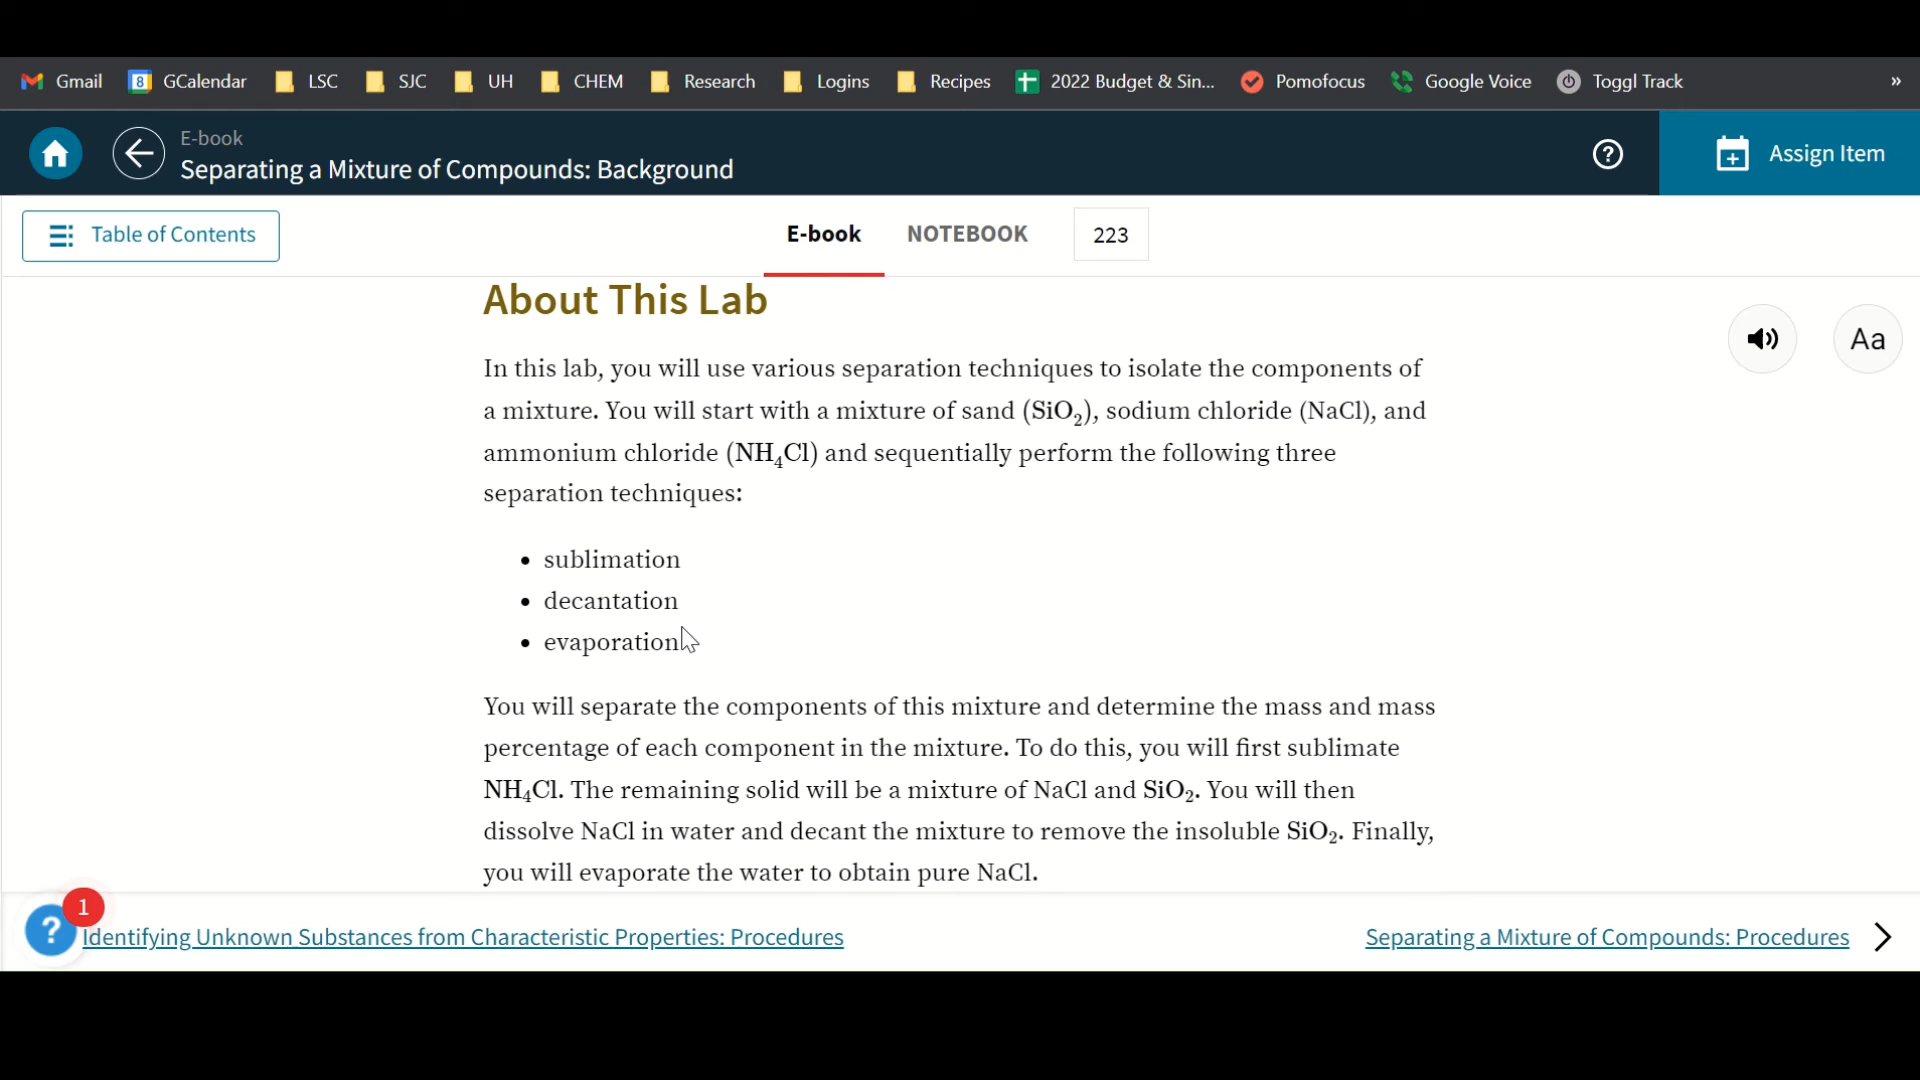 Gmail GCalendar LSC SJC UH CHEM Research Logins Recipes 2022 Budget & Sin... Pomofocus Google Voice Toggl Track »
E-book
Separating a Mixture of Compounds: Background
Assign Item
Table of Contents E-book NOTEBOOK 223
About This Lab
Aa
In this lab, you will use various separation techniques to isolate the components of
a mixture. You will start with a mixture of sand (SiO₂), sodium chloride (NaCl), and
ammonium chloride (NH₄Cl) and sequentially perform the following three
separation techniques:
• sublimation
• decantation
• evaporation
You will separate the components of this mixture and determine the mass and mass
percentage of each component in the mixture. To do this, you will first sublimate
NH₄Cl. The remaining solid will be a mixture of NaCl and SiO₂. You will then
dissolve NaCl in water and decant the mixture to remove the insoluble SiO₂. Finally,
you will evaporate the water to obtain pure NaCl.
? 1
Identifying Unknown Substances from Characteristic Properties: Procedures
Separating a Mixture of Compounds: Procedures